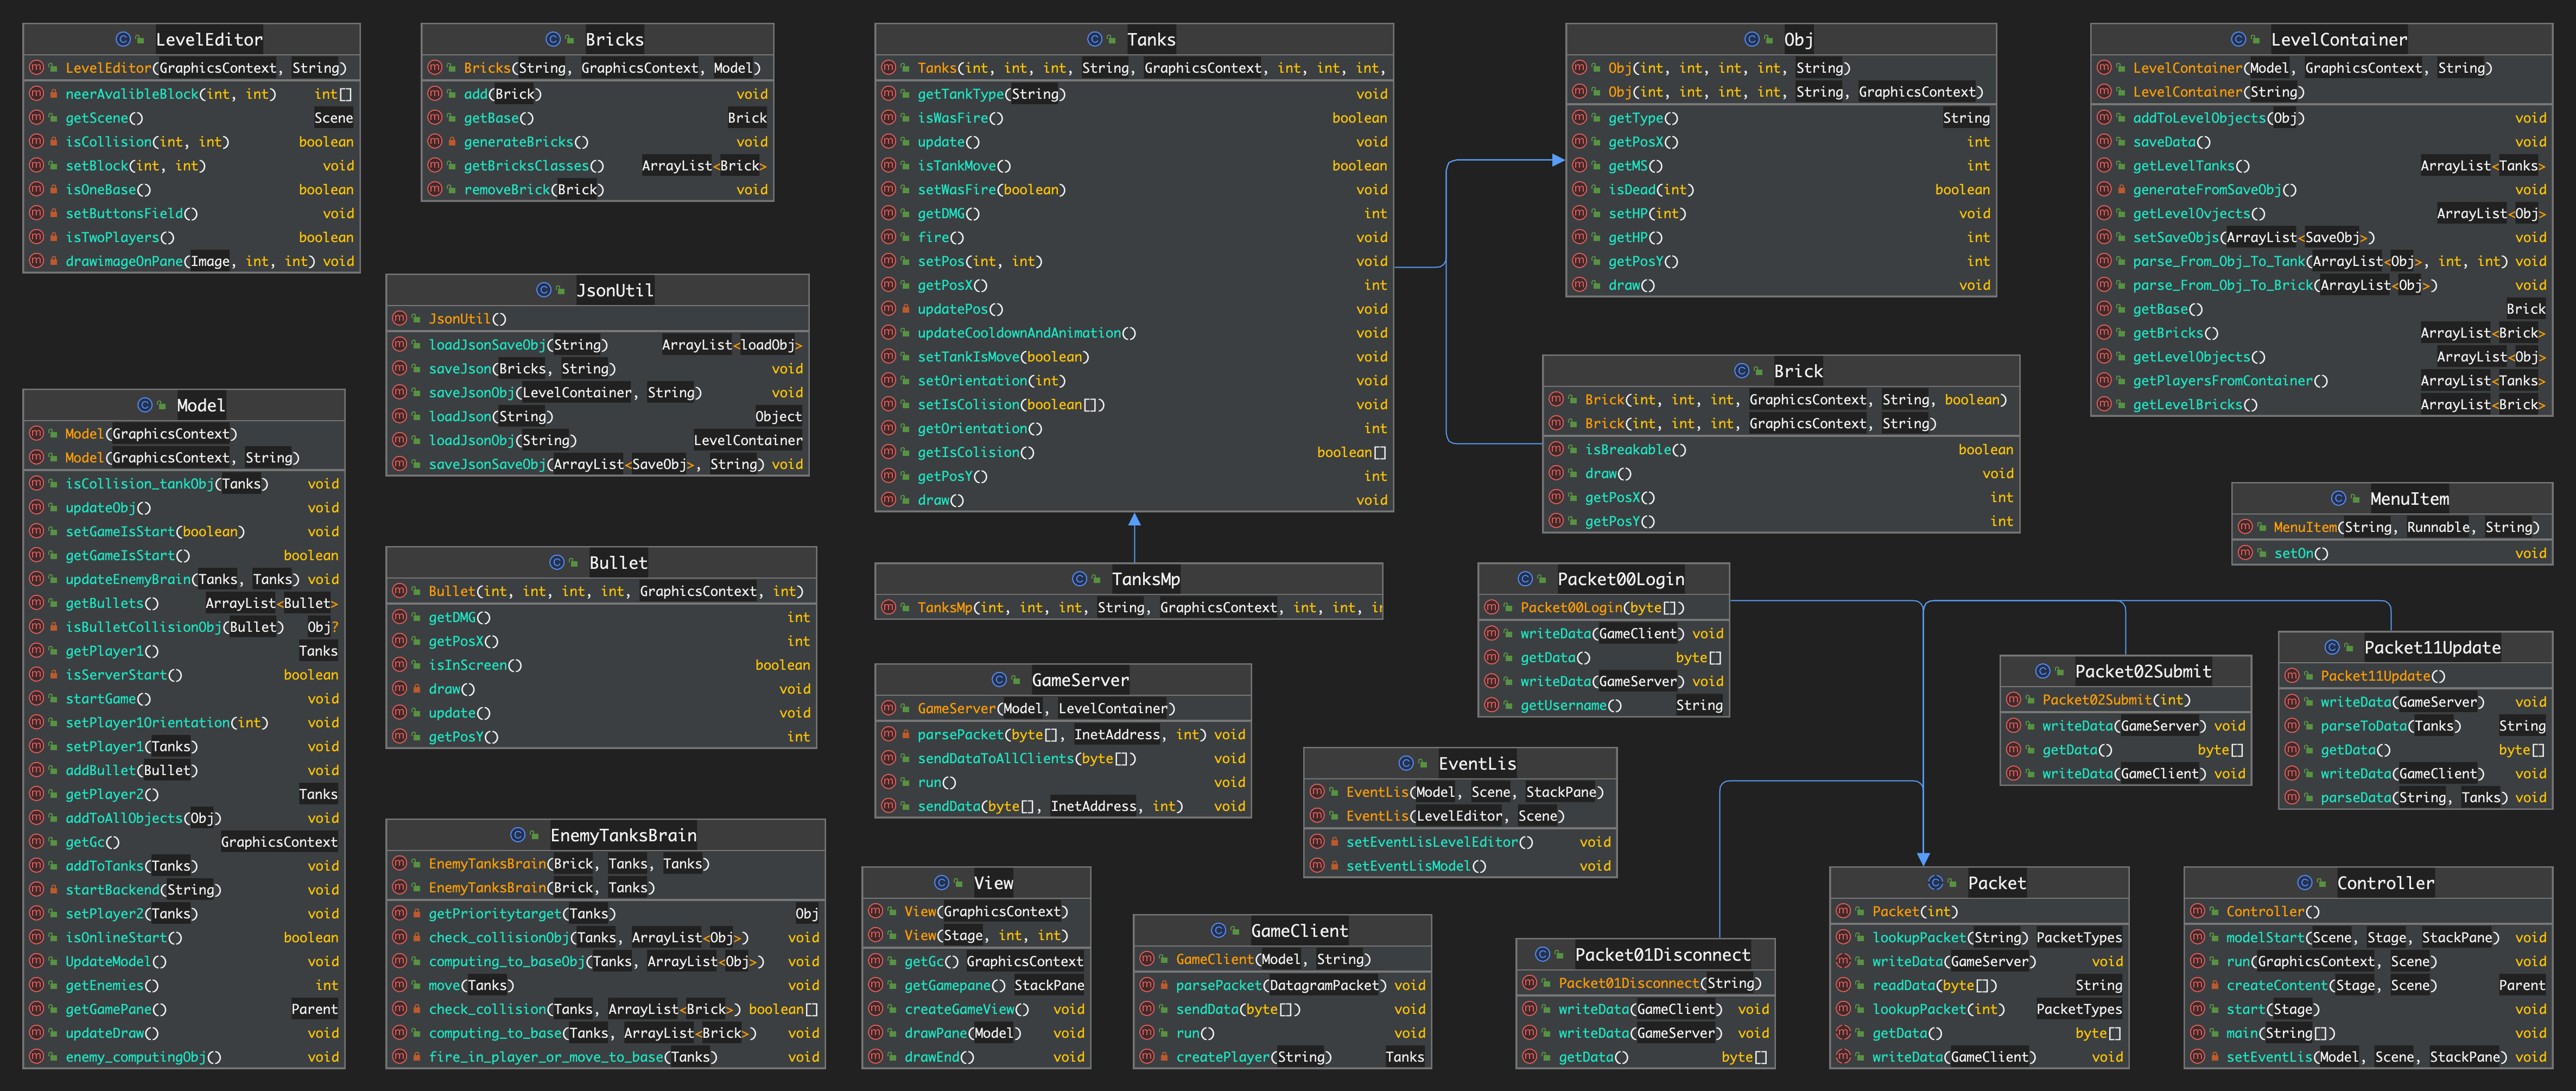 LevelEditor
LevelEditor(GraphicsContext, String)
neerAvalibleBlock(int, int) int[]
getScene() Scene
isCollision(int, int) boolean
setBlock(int, int) void
isOneBase() boolean
setButtonsField() void
isTwoPlayers() boolean
drawimageOnPane(Image, int, int) void
Bricks
Bricks(String, GraphicsContext, Model)
add(Brick) void
getBase() Brick
generateBricks() void
getBricksClasses() ArrayList<Brick>
removeBrick(Brick) void
Tanks
Tanks(int, int, int, String, GraphicsContext, int, int, int,
getTankType(String) void
isWasFire() boolean
update() void
isTankMove() boolean
setWasFire(boolean) void
getDMG() int
fire() void
setPos(int, int) void
getPosX() int
updatePos() void
updateCooldownAndAnimation() void
setTankIsMove(boolean) void
setOrientation(int) void
setIsColision(boolean[]) void
getOrientation() int
getIsColision() boolean[]
getPosY() int
draw() void
Obj
Obj(int, int, int, int, String)
Obj(int, int, int, int, String, GraphicsContext)
getType() String
getPosX() int
getMS() int
isDead(int) boolean
setHP(int) void
getHP() int
getPosY() int
draw() void
LevelContainer
LevelContainer(Model, GraphicsContext, String)
LevelContainer(String)
addToLevelObjects(Obj) void
saveData() void
getLevelTanks() ArrayList<Tanks>
generateFromSaveObj() void
getLevelOvjects() ArrayList<Obj>
setSaveObjs(ArrayList<SaveObj>) void
parse_From_Obj_To_Tank(ArrayList<Obj>, int, int) void
parse_From_Obj_To_Brick(ArrayList<Obj>) void
getBase() Brick
getBricks() ArrayList<Brick>
getLevelObjects() ArrayList<Obj>
getPlayersFromContainer() ArrayList<Tanks>
getLevelBricks() ArrayList<Brick>
JsonUtil
JsonUtil()
loadJsonSaveObj(String) ArrayList<loadObj>
saveJson(Bricks, String) void
saveJsonObj(LevelContainer, String) void
loadJson(String) Object
loadJsonObj(String) LevelContainer
saveJsonSaveObj(ArrayList<SaveObj>, String) void
Brick
Brick(int, int, int, GraphicsContext, String, boolean)
Brick(int, int, int, GraphicsContext, String)
isBreakable() boolean
draw() void
getPosX() int
getPosY() int
Model
Model(GraphicsContext)
Model(GraphicsContext, String)
isCollision_tankObj(Tanks) void
updateObj() void
setGameIsStart(boolean) void
getGameIsStart() boolean
updateEnemyBrain(Tanks, Tanks) void
getBullets() ArrayList<Bullet>
isBulletCollisionObj(Bullet) Obj?
getPlayer1() Tanks
isServerStart() boolean
startGame() void
setPlayer1Orientation(int) void
setPlayer1(Tanks) void
addBullet(Bullet) void
getPlayer2() Tanks
addToAllObjects(Obj) void
getGc() GraphicsContext
addToTanks(Tanks) void
startBackend(String) void
setPlayer2(Tanks) void
isOnlineStart() boolean
UpdateModel() void
getEnemies() int
getGamePane() Parent
updateDraw() void
enemy_computingObj() void
MenuItem
MenuItem(String, Runnable, String)
setOn() void
Bullet
Bullet(int, int, int, int, GraphicsContext, int)
getDMG() int
getPosX() int
isInScreen() boolean
draw() void
update() void
getPosY() int
TanksMp
TanksMp(int, int, int, String, GraphicsContext, int, int, in
Packet00Login
Packet00Login(byte[])
writeData(GameClient) void
getData() byte[]
writeData(GameServer) void
getUsername() String
Packet11Update
Packet11Update()
writeData(GameServer) void
parseToData(Tanks) String
getData() byte[]
writeData(GameClient) void
parseData(String, Tanks) void
Packet02Submit
Packet02Submit(int)
writeData(GameServer) void
getData() byte[]
writeData(GameClient) void
GameServer
GameServer(Model, LevelContainer)
parsePacket(byte[], InetAddress, int) void
sendDataToAllClients(byte[]) void
run() void
sendData(byte[], InetAddress, int) void
EventLis
EventLis(Model, Scene, StackPane)
EventLis(LevelEditor, Scene)
setEventLisLevelEditor() void
setEventLisModel() void
EnemyTanksBrain
EnemyTanksBrain(Brick, Tanks, Tanks)
EnemyTanksBrain(Brick, Tanks)
getPrioritytarget(Tanks) Obj
check_collisionObj(Tanks, ArrayList<Obj>) void
computing_to_baseObj(Tanks, ArrayList<Obj>) void
move(Tanks) void
check_collision(Tanks, ArrayList<Brick>) boolean[]
computing_to_base(Tanks, ArrayList<Brick>) void
fire_in_player_or_move_to_base(Tanks) void
View
View(GraphicsContext)
View(Stage, int, int)
getGc() GraphicsContext
getGamepane() StackPane
createGameView() void
drawPane(Model) void
drawEnd() void
GameClient
GameClient(Model, String)
parsePacket(DatagramPacket) void
sendData(byte[]) void
run() void
createPlayer(String) Tanks
Packet01Disconnect
Packet01Disconnect(String)
writeData(GameClient) void
writeData(GameServer) void
getData() byte[]
Packet
Packet(int)
lookupPacket(String) PacketTypes
writeData(GameServer) void
readData(byte[]) String
lookupPacket(int) PacketTypes
getData() byte[]
writeData(GameClient) void
Controller
Controller()
modelStart(Scene, Stage, StackPane) void
run(GraphicsContext, Scene) void
createContent(Stage, Scene) Parent
start(Stage) void
main(String[]) void
setEventLis(Model, Scene, StackPane) void